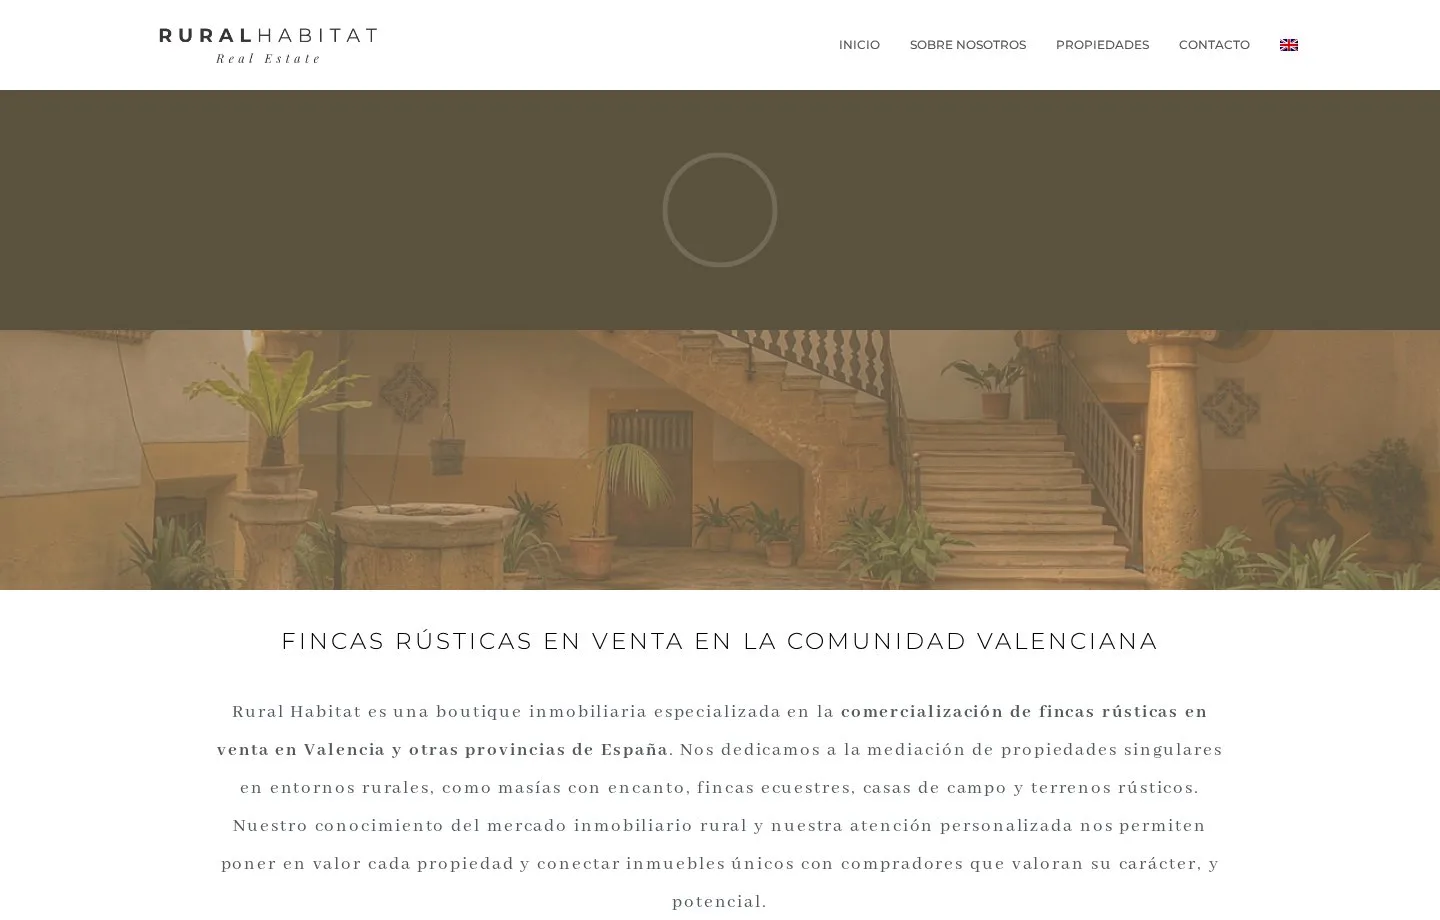 RURALHABITAT
Real Estate
INICIO SOBRE NOSOTROS PROPIEDADES CONTACTO
FINCAS RÚSTICAS EN VENTA EN LA COMUNIDAD VALENCIANA
Rural Habitat es una boutique inmobiliaria especializada en la comercialización de fincas rústicas en
venta en Valencia y otras provincias de España. Nos dedicamos a la mediación de propiedades singulares
en entornos rurales, como masías con encanto, fincas ecuestres, casas de campo y terrenos rústicos.
Nuestro conocimiento del mercado inmobiliario rural y nuestra atención personalizada nos permiten
poner en valor cada propiedad y conectar inmuebles únicos con compradores que valoran su carácter, y
potencial.